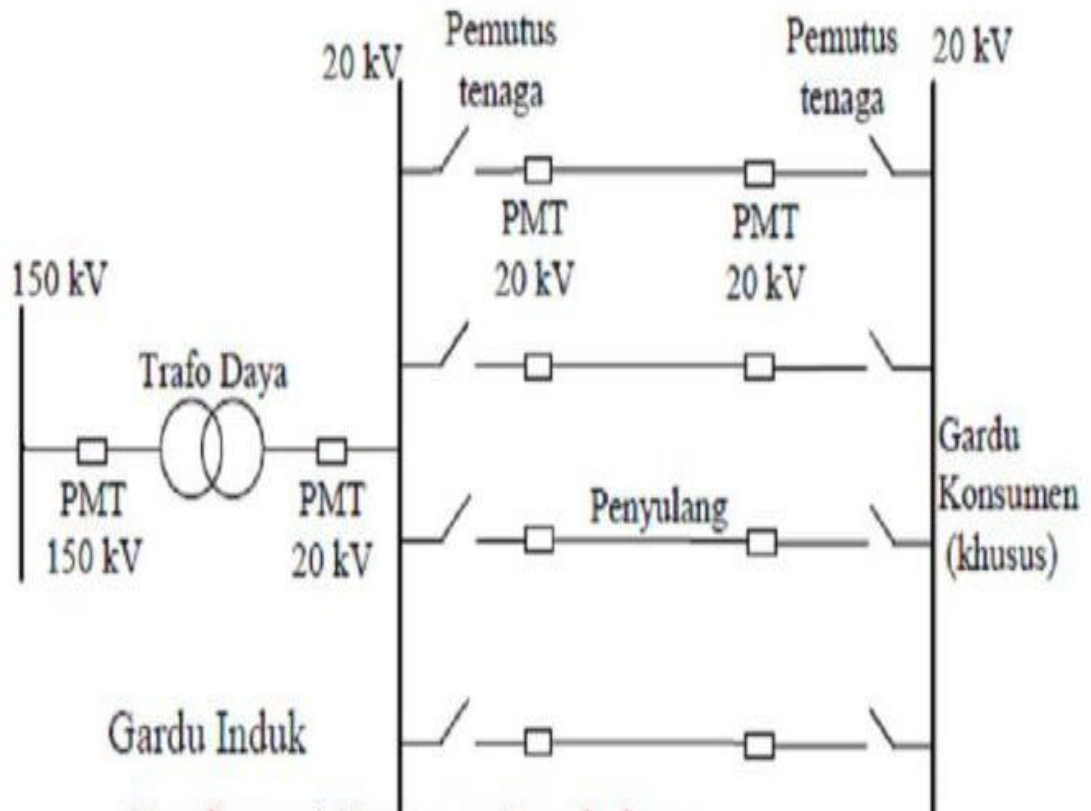 Pemutus
tenaga
Pemutus
tenaga
20 kV
20 kV
PMT
20 kV
PMT
20 kV
150 kV
Trafo Daya
PMT
150 kV
PMT
20 kV
Penyulang
Gardu
Konsumen
(khusus)
Gardu Induk